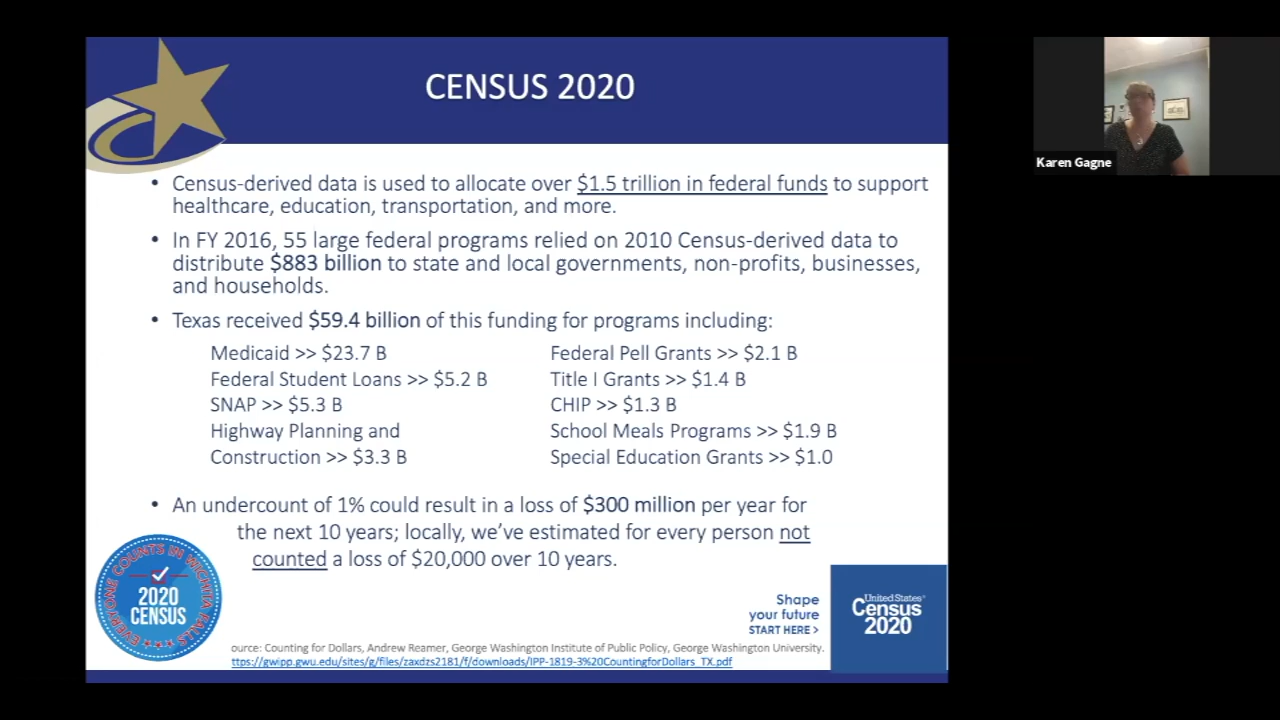 CENSUS 2020
• Census-derived data is used to allocate over $1.5 trillion in federal funds to support
healthcare, education, transportation, and more.
• In FY 2016, 55 large federal programs relied on 2010 Census-derived data to
distribute $883 billion to state and local governments, non-profits, businesses,
and households.
• Texas received $59.4 billion of this funding for programs including:
Medicaid >> $23.7 B
Federal Student Loans >> $5.2 B
SNAP >> $5.3 B
Highway Planning and
Construction >> $3.3 B
Federal Pell Grants >> $2.1 B
Title I Grants >> $1.4 B
CHIP >> $1.3 B
School Meals Programs >> $1.9 B
Special Education Grants >> $1.0
• An undercount of 1% could result in a loss of $300 million per year for
the next 10 years; locally, we've estimated for every person not
counted a loss of $20,000 over 10 years.
EVERYONE COUNTS IN WICHITA FALLS
2020
CENSUS
Shape
your future
START HERE >
United States®
Census
2020
ource: Counting for Dollars, Andrew Reamer, George Washington Institute of Public Policy, George Washington University.
ttps://gwipp.gwu.edu/sites/g/files/zaxdzs2181/f/downloads/IPP-1819-3%20CountingforDollars_TX.pdf
Karen Gagne